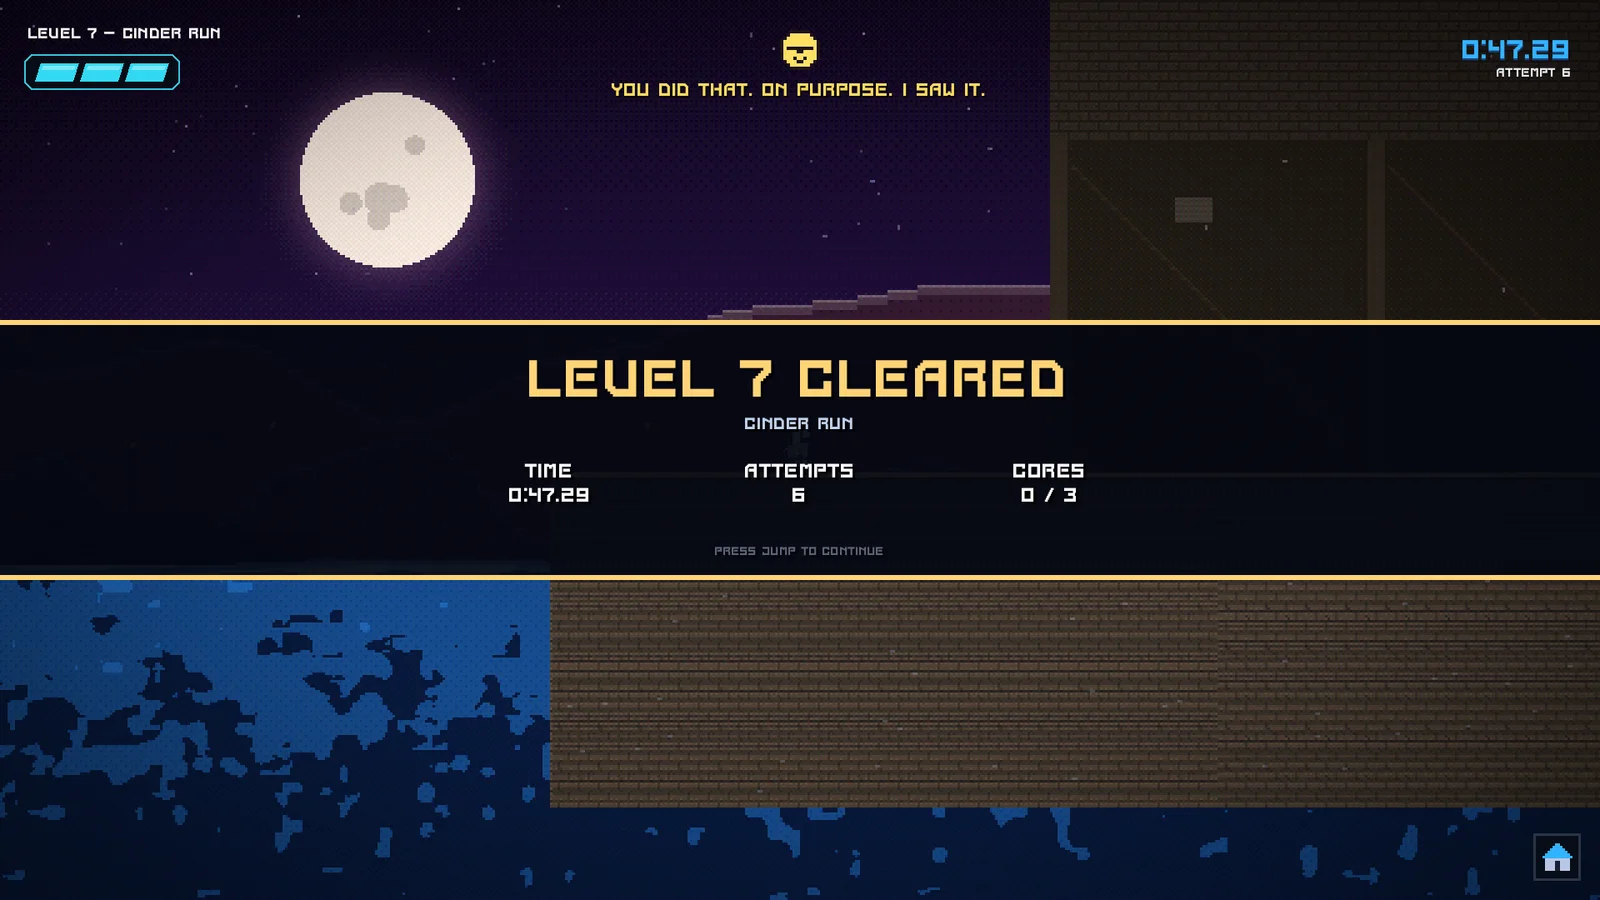 LEVEL 7 — CINDER RUN
YOU DID THAT. ON PURPOSE. I SAW IT.
0:47.29
ATTEMPT 6
LEVEL 7 CLEARED
CINDER RUN
TIME
0:47.29
ATTEMPTS
6
CORES
0 / 3
PRESS JUMP TO CONTINUE